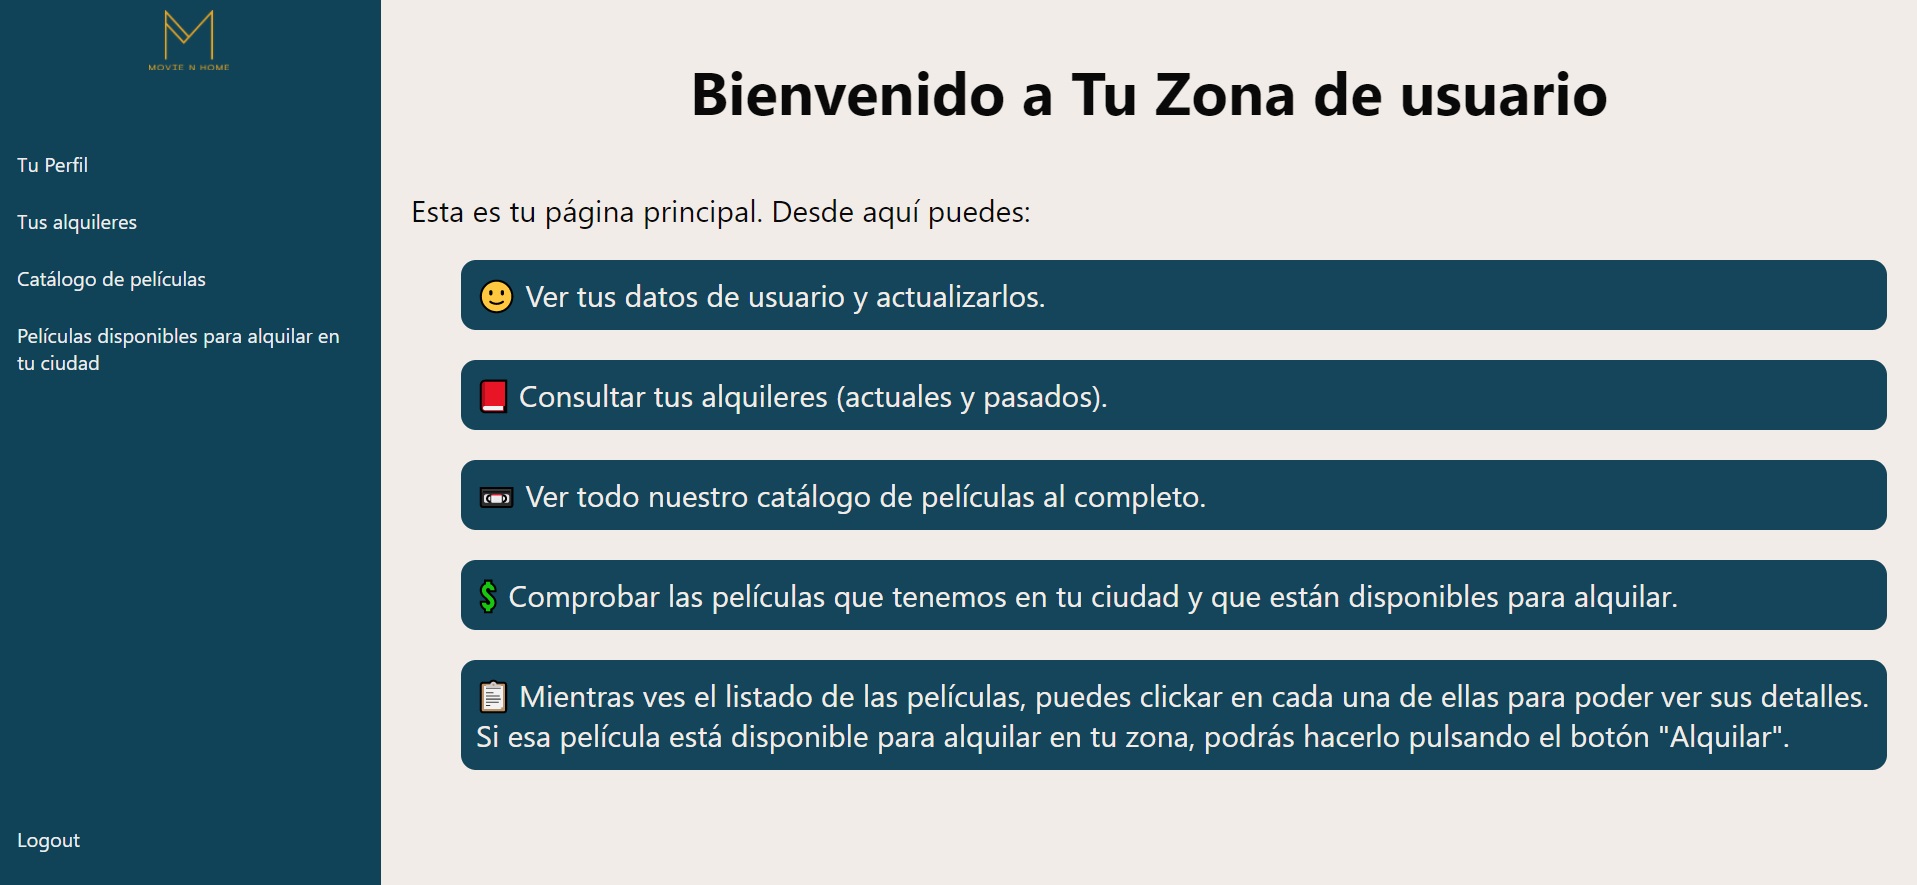 MOVIE N HOME
Tu Perfil
Tus alquileres
Catálogo de películas
Películas disponibles para alquilar en
tu ciudad
Logout
Bienvenido a Tu Zona de usuario
Esta es tu página principal. Desde aquí puedes:
🙂 Ver tus datos de usuario y actualizarlos.
📕 Consultar tus alquileres (actuales y pasados).
📼 Ver todo nuestro catálogo de películas al completo.
💲 Comprobar las películas que tenemos en tu ciudad y que están disponibles para alquilar.
📋 Mientras ves el listado de las películas, puedes clickar en cada una de ellas para poder ver sus detalles.
Si esa película está disponible para alquilar en tu zona, podrás hacerlo pulsando el botón "Alquilar".